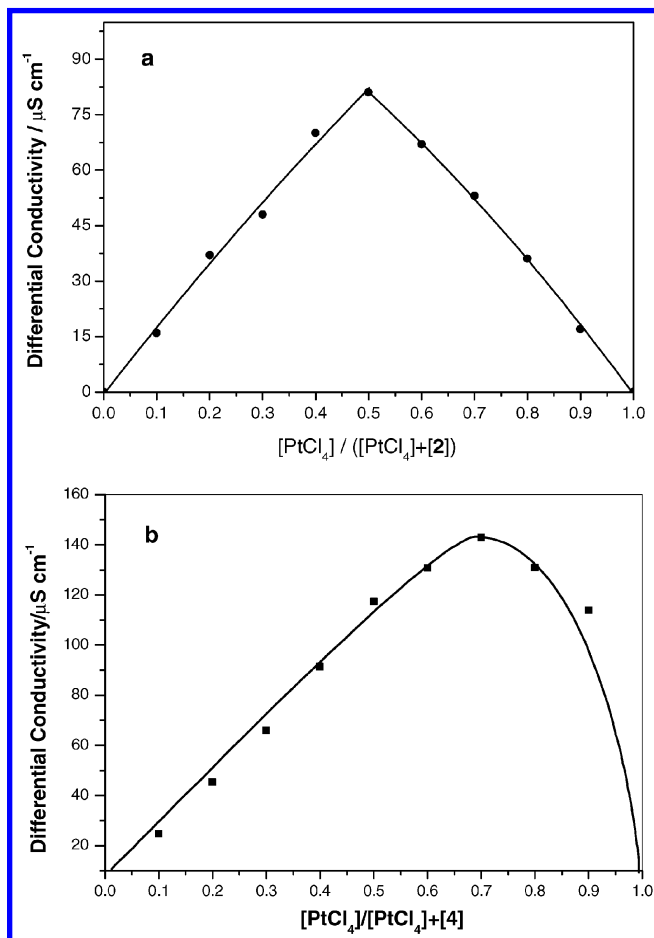 a
Differential Conductivity / μS cm⁻¹
90
75
60
45
30
15
0
0.0 0.1 0.2 0.3 0.4 0.5 0.6 0.7 0.8 0.9 1.0
[PtCl₄] / ([PtCl₄]+[2])
b
Differential Conductivity/μS cm⁻¹
160
140
120
100
80
60
40
20
0.0 0.1 0.2 0.3 0.4 0.5 0.6 0.7 0.8 0.9 1.0
[PtCl₄]/[PtCl₄]+[4]